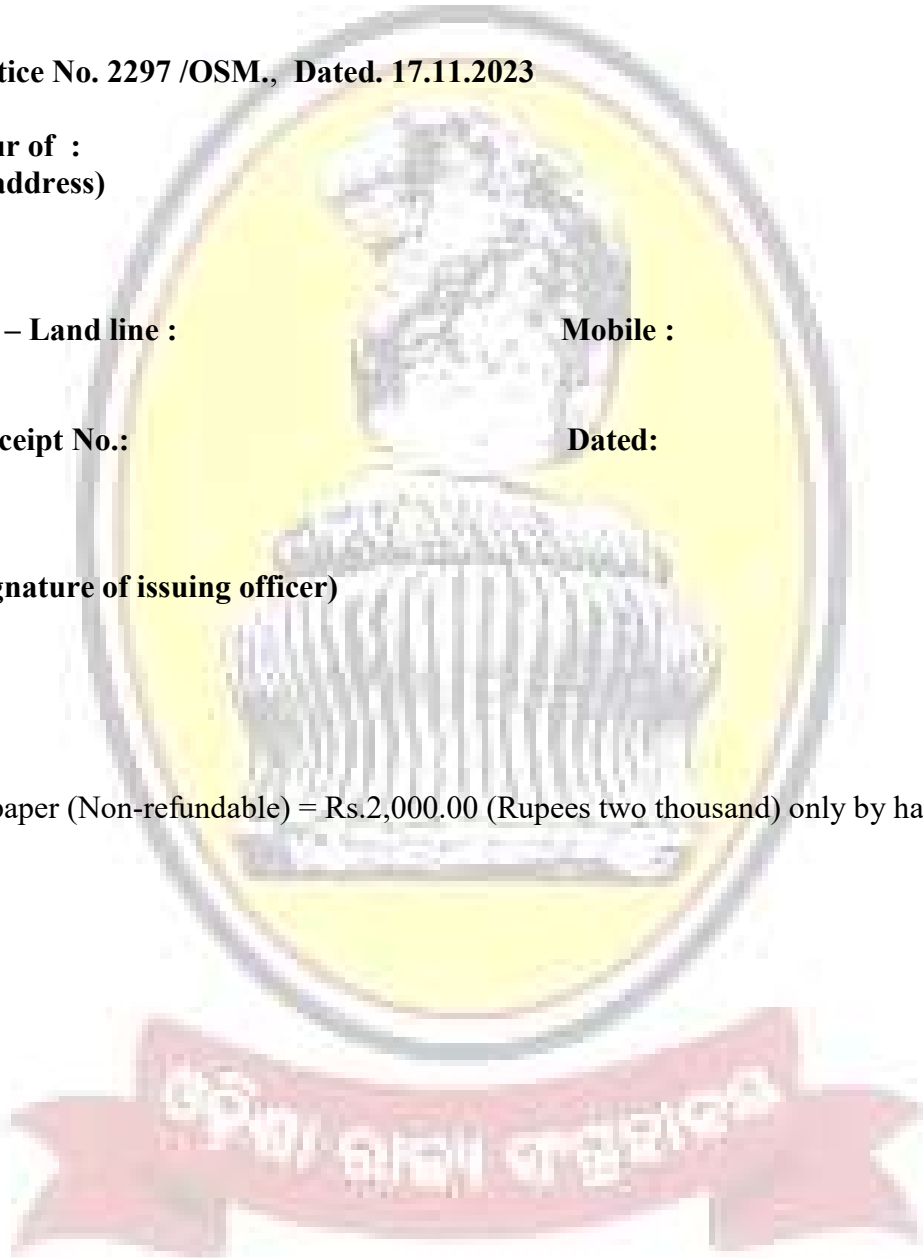 tice No. 2297 /OSM., Dated. 17.11.2023
ur of :
address)
– Land line : Mobile :
ceipt No.: Dated:
gnature of issuing officer)
paper (Non-refundable) = Rs.2,000.00 (Rupees two thousand) only by ha